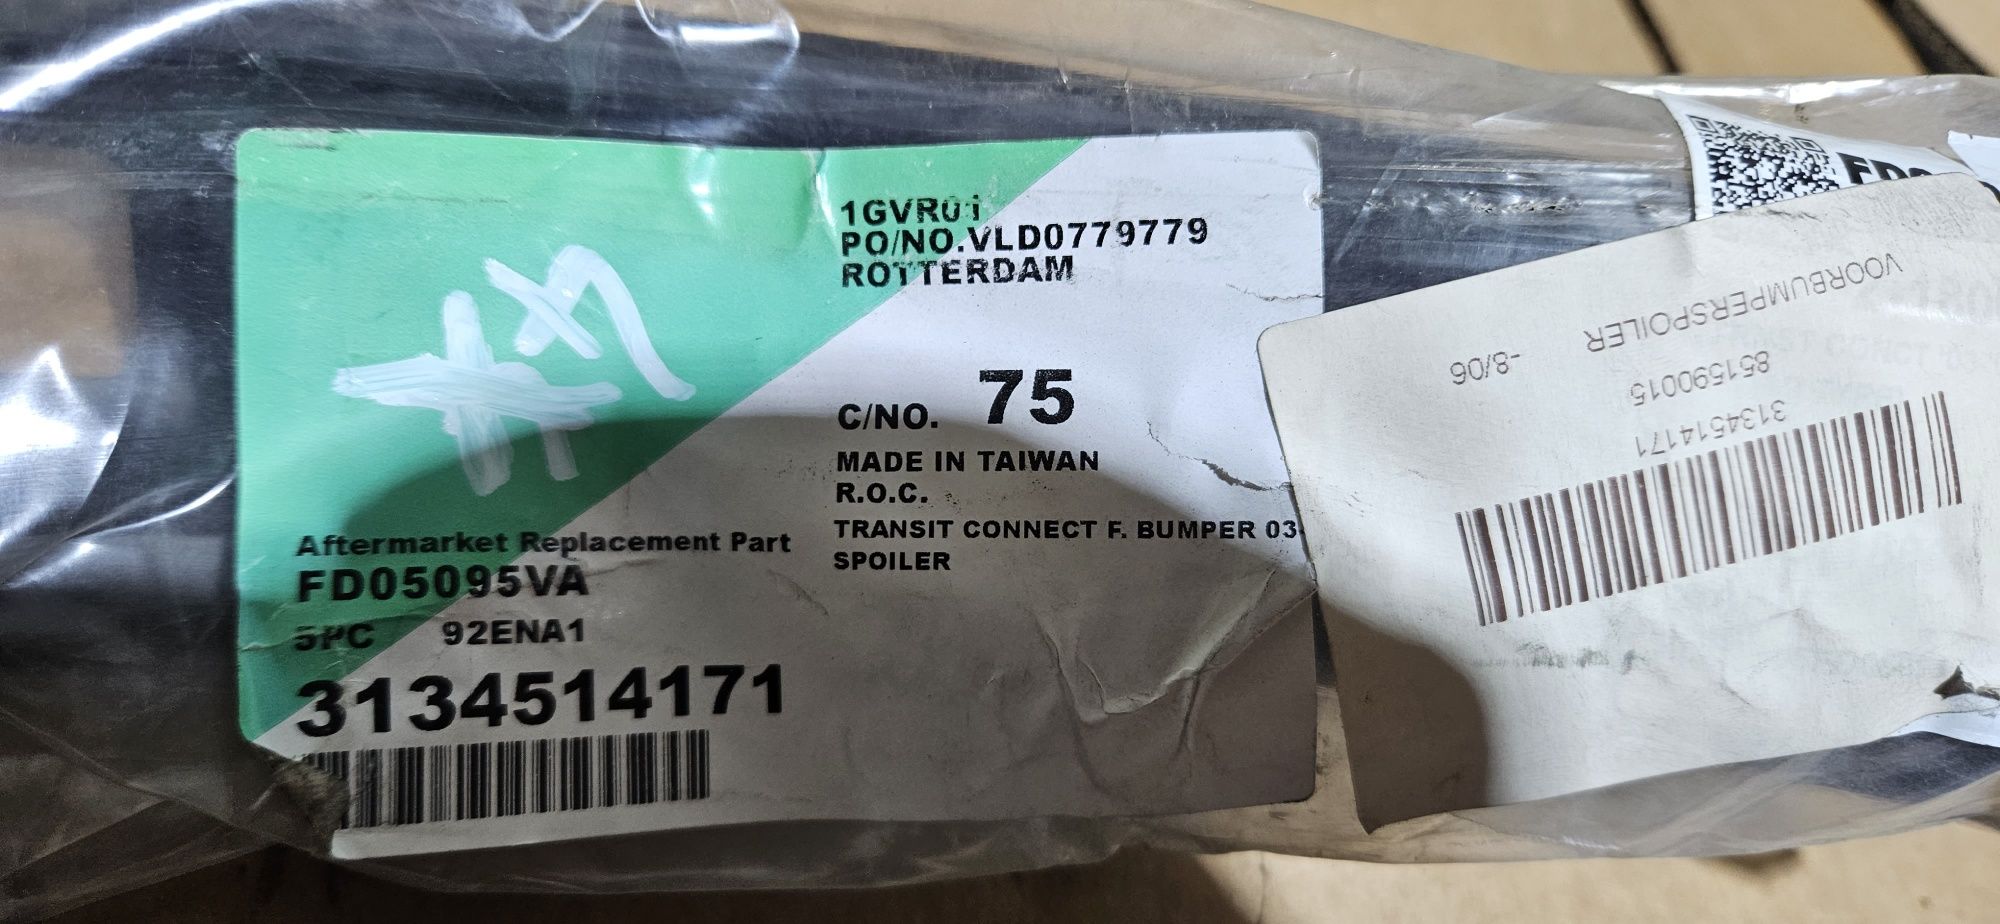 1GVR01
PO/NO.VLD0779779
ROTTERDAM
C/NO. 75
MADE IN TAIWAN
R.O.C.
TRANSIT CONNECT F. BUMPER 03-
SPOILER
Aftermarket Replacement Part
FD05095VA
5PC 92ENA1
3134514171
VOORBUMPERSPOILER
-8/06
851590015
3134514171